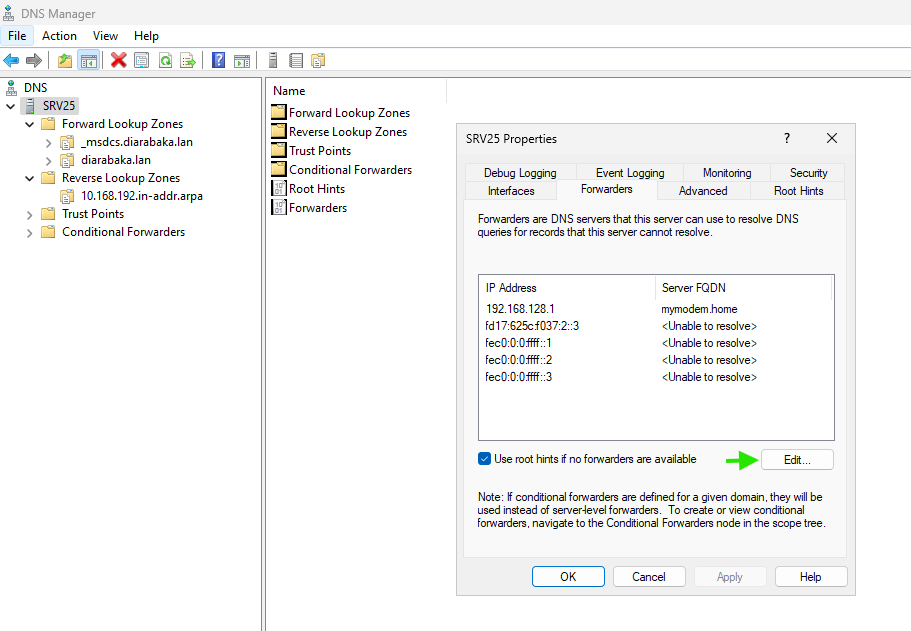 DNS Manager
File Action View Help
DNS
SRV25
Forward Lookup Zones
_msdcs.diarabaka.lan
diarabaka.lan
Reverse Lookup Zones
10.168.192.in-addr.arpa
Trust Points
Conditional Forwarders
Name
Forward Lookup Zones
Reverse Lookup Zones
Trust Points
Conditional Forwarders
Root Hints
Forwarders
SRV25 Properties
Debug Logging Event Logging Monitoring Security
Interfaces Forwarders Advanced Root Hints
Forwarders are DNS servers that this server can use to resolve DNS
queries for records that this server cannot resolve.
IP Address Server FQDN
192.168.128.1 mymodem.home
fd17:625c:f037:2::3 <Unable to resolve>
fec0:0:0:ffff::1 <Unable to resolve>
fec0:0:0:ffff::2 <Unable to resolve>
fec0:0:0:ffff::3 <Unable to resolve>
Use root hints if no forwarders are available Edit...
Note: If conditional forwarders are defined for a given domain, they will be
used instead of server-level forwarders. To create or view conditional
forwarders, navigate to the Conditional Forwarders node in the scope tree.
OK Cancel Apply Help